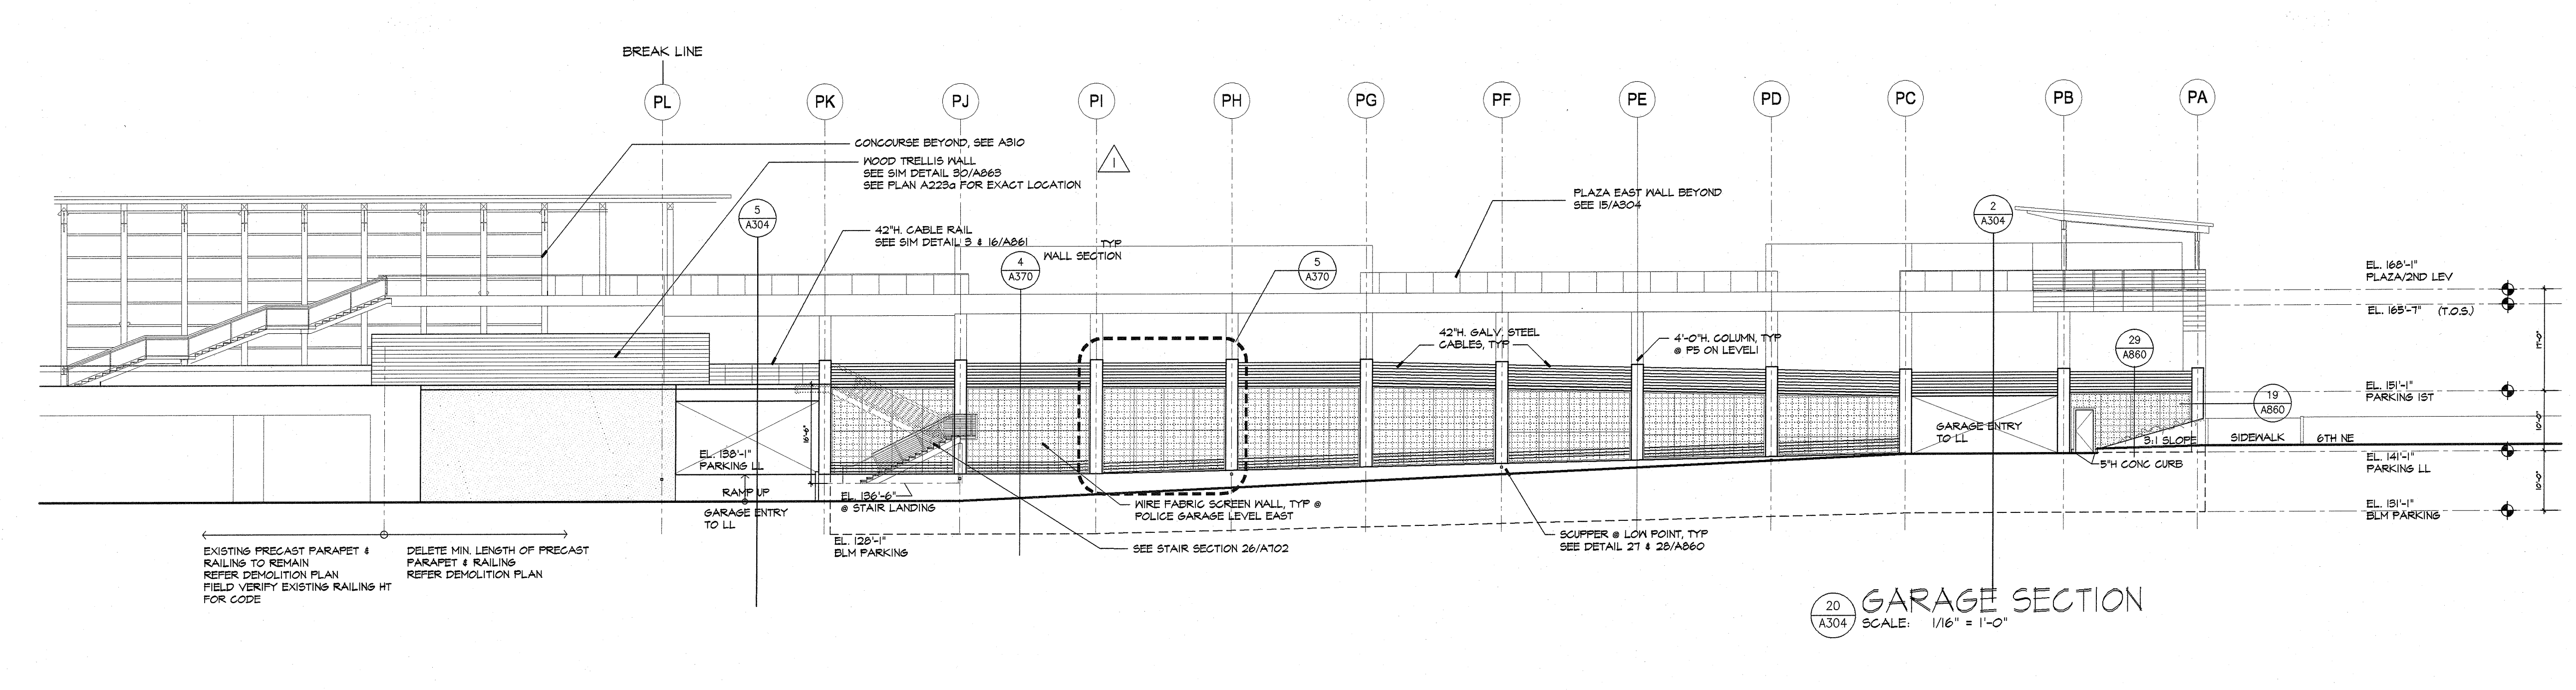 BREAK LINE
PL
PK
PJ
PI
PH
PG
PF
PE
PD
PC
PB
PA
CONCOURSE BEYOND, SEE A310
WOOD TRELLIS WALL
SEE SIM DETAIL 30/A863
SEE PLAN A223a FOR EXACT LOCATION
1
PLAZA EAST WALL BEYOND
SEE 15/A304
5
A304
2
A304
42"H. CABLE RAIL
SEE SIM DETAIL 3 & 16/A861
TYP
WALL SECTION
4
A370
5
A370
EL. 168'-1"
PLAZA/2ND LEV
EL. 165'-7" (T.O.S.)
42"H. GALV. STEEL
CABLES, TYP
4'-0"H. COLUMN, TYP
@ P5 ON LEVEL1
29
A860
17'-0"
EL. 151'-1"
PARKING 1ST
19
A860
10'-0"
16'-6"
GARAGE ENTRY
TO LL
3:1 SLOPE
SIDEWALK
6TH NE
EL. 138'-1"
PARKING LL
5"H CONC CURB
EL. 141'-1"
PARKING LL
10'-0"
RAMP UP
EL. 136'-6"
@ STAIR LANDING
GARAGE ENTRY
TO LL
WIRE FABRIC SCREEN WALL, TYP @
POLICE GARAGE LEVEL EAST
EL. 131'-1"
BLM PARKING
EL. 128'-1"
BLM PARKING
SEE STAIR SECTION 26/A702
SCUPPER @ LOW POINT, TYP
SEE DETAIL 27 & 28/A860
EXISTING PRECAST PARAPET &
RAILING TO REMAIN
REFER DEMOLITION PLAN
FIELD VERIFY EXISTING RAILING HT
FOR CODE
DELETE MIN. LENGTH OF PRECAST
PARAPET & RAILING
REFER DEMOLITION PLAN
20
A304
GARAGE SECTION
SCALE: 1/16" = 1'-0"